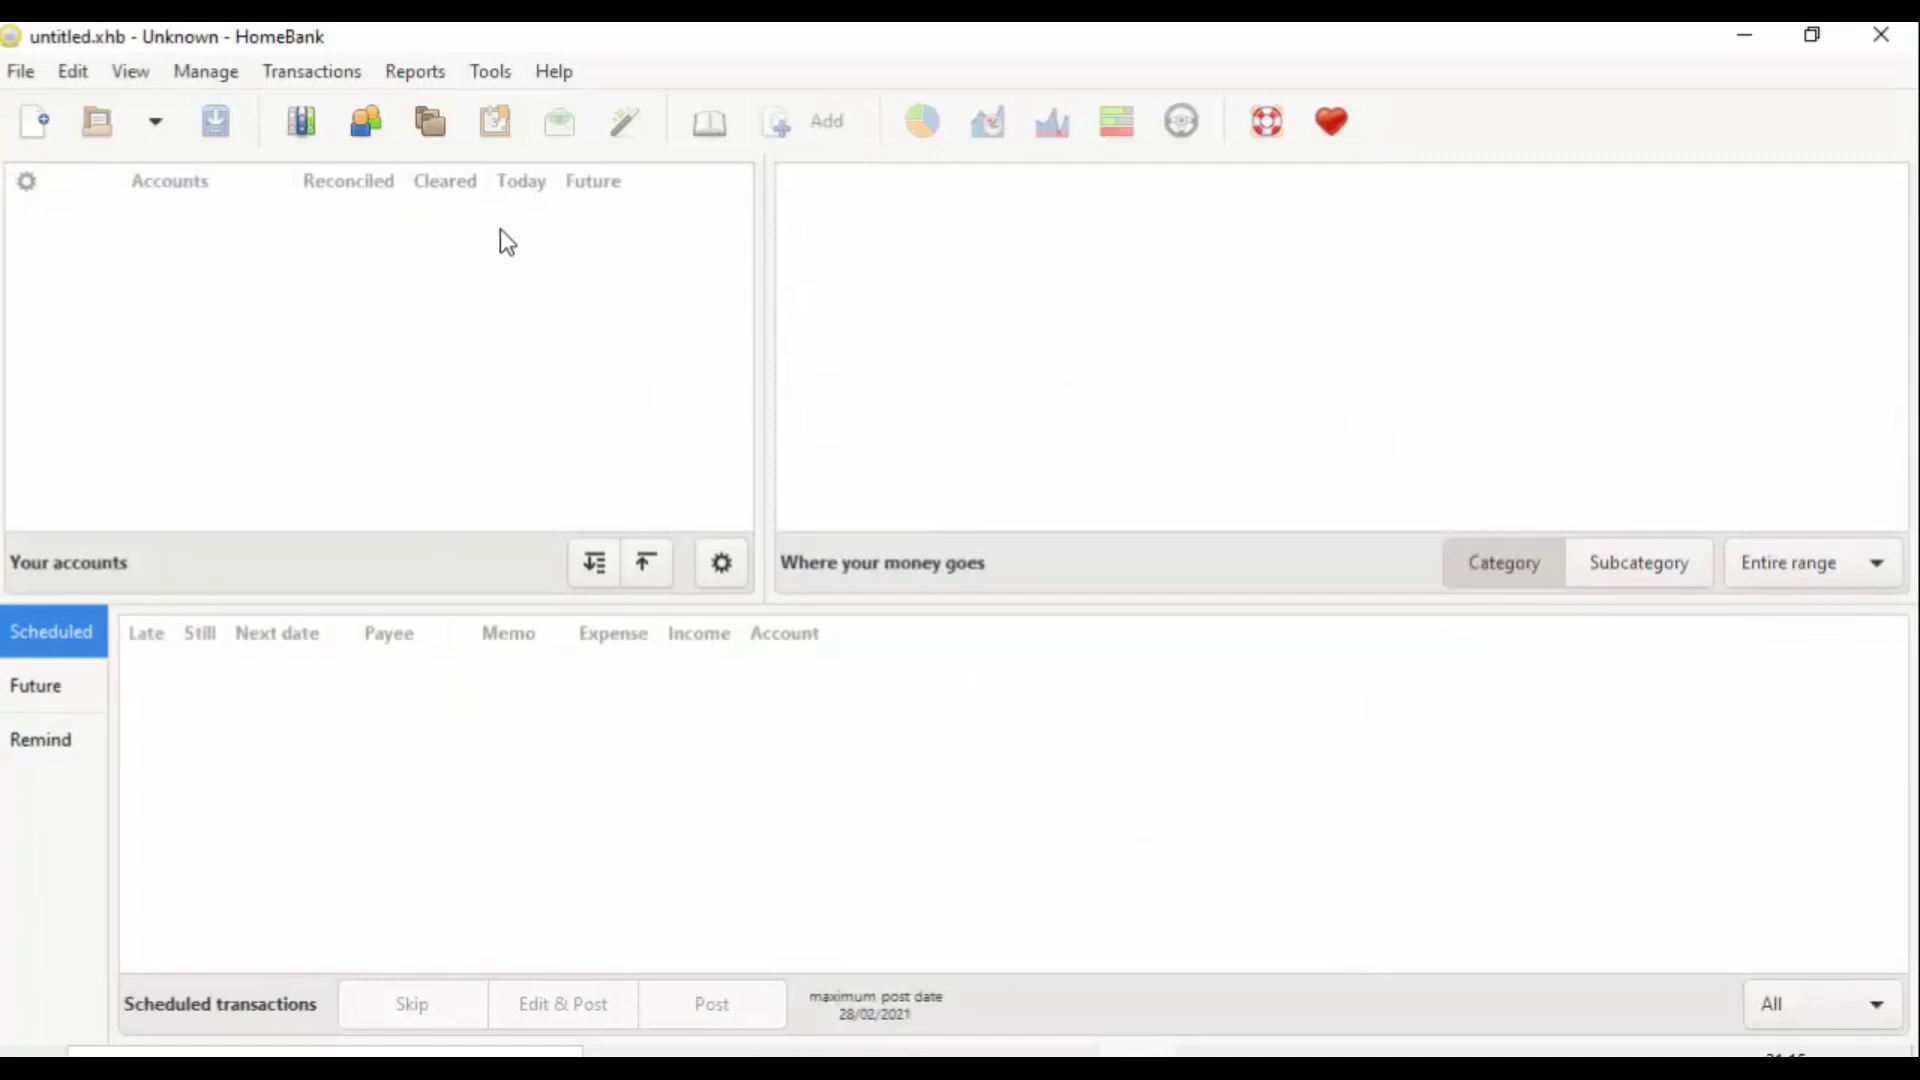 untitled.xhb - Unknown - HomeBank
File Edit View Manage Transactions Reports Tools Help
Add
Accounts Reconciled Cleared Today Future
Your accounts
Where your money goes Category Subcategory Entire range
Scheduled
Future
Remind
Late Still Next date Payee Memo Expense Income Account
Scheduled transactions Skip Edit & Post Post
maximum post date
28/02/2021
All